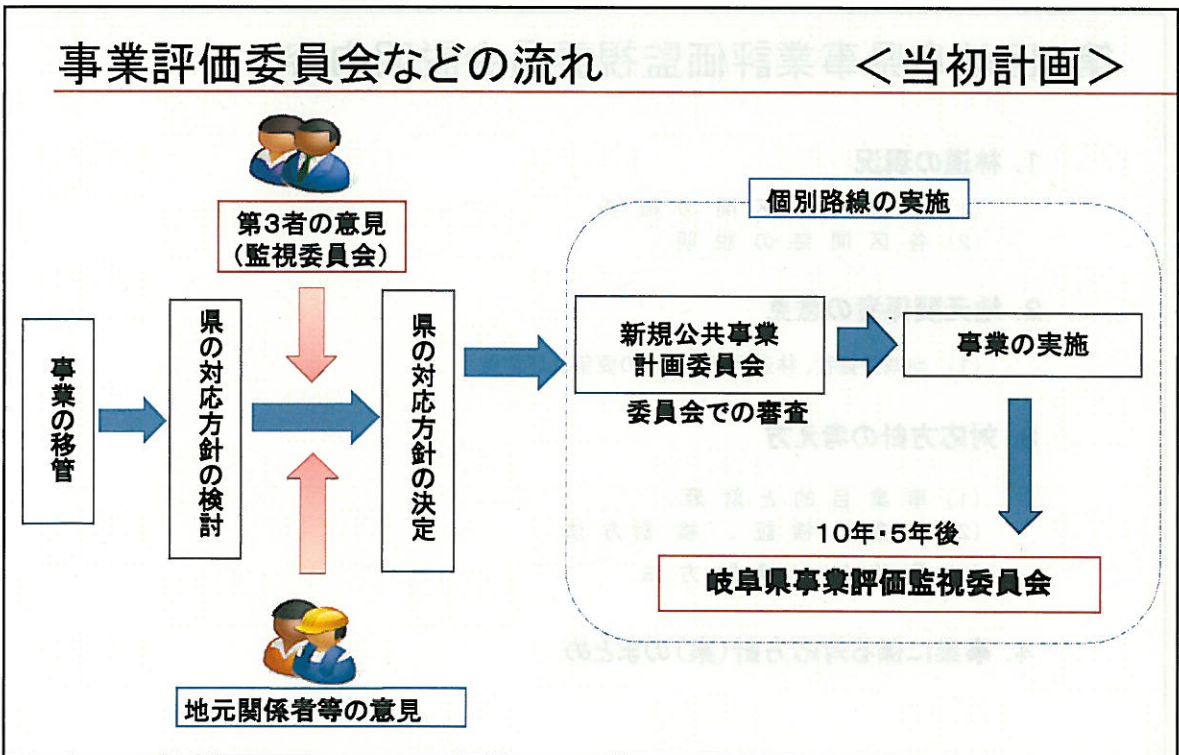 事業評価委員会などの流れ　＜当初計画＞
第3者の意見
（監視委員会）
事業の移管
県の対応方針の検討
県の対応方針の決定
地元関係者等の意見
個別路線の実施
新規公共事業
計画委員会
委員会での審査
事業の実施
10年・5年後
岐阜県事業評価監視委員会